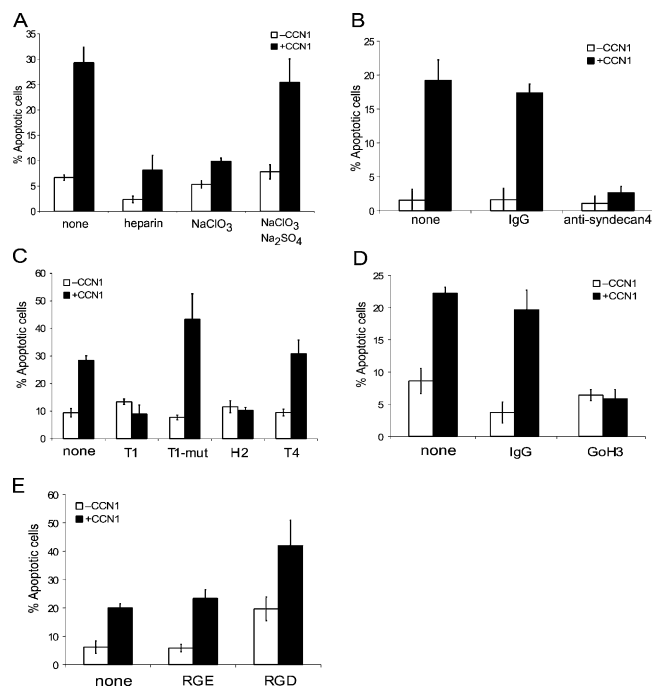 A
–CCN1
+CCN1
% Apoptotic cells
35
30
25
20
15
10
5
0
none heparin NaClO3 NaClO3
Na2SO4
B
–CCN1
+CCN1
% Apoptotic cells
25
20
15
10
5
0
none IgG anti-syndecan4
C
–CCN1
+CCN1
% Apoptotic cells
60
50
40
30
20
10
0
none T1 T1-mut H2 T4
D
–CCN1
+CCN1
% Apoptotic cells
25
20
15
10
5
0
none IgG GoH3
E
–CCN1
+CCN1
% Apoptotic cells
60
50
40
30
20
10
0
none RGE RGD